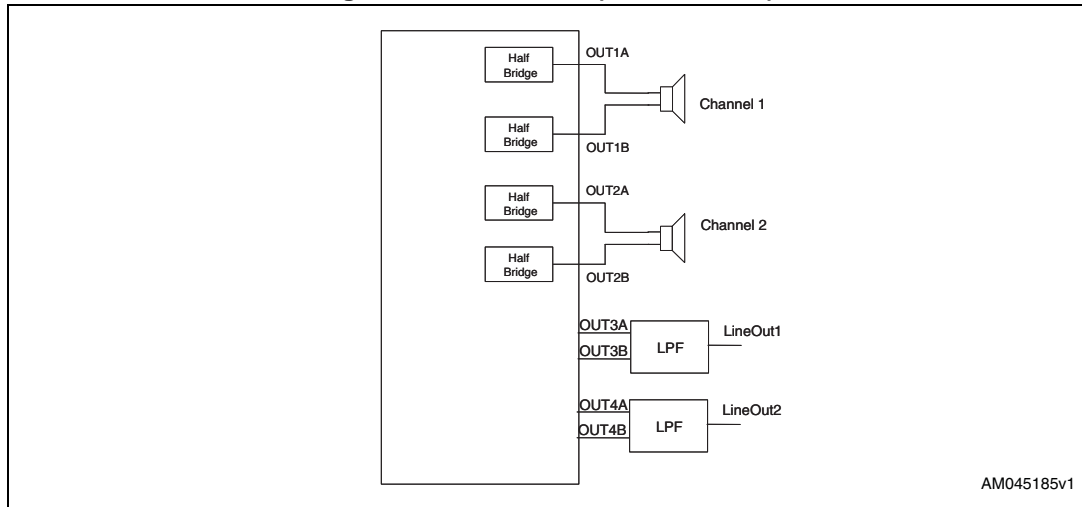 Half
Bridge
OUT1A
Channel 1
Half
Bridge
OUT1B
Half
Bridge
OUT2A
Channel 2
Half
Bridge
OUT2B
OUT3A
OUT3B
LPF
LineOut1
OUT4A
OUT4B
LPF
LineOut2
AM045185v1